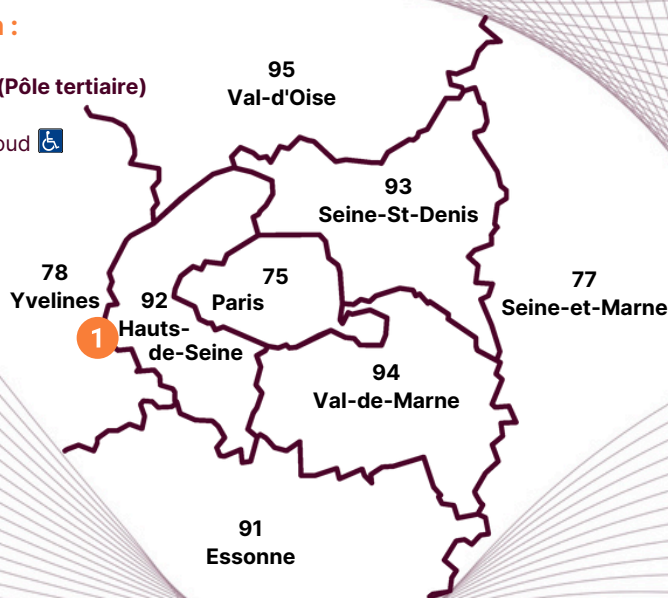 :
95
Val-d'Oise
(Pôle tertiaire)
oud
93
Seine-St-Denis
78
Yvelines
75
Paris
77
Seine-et-Marne
92
Hauts-
de-Seine
1
94
Val-de-Marne
91
Essonne